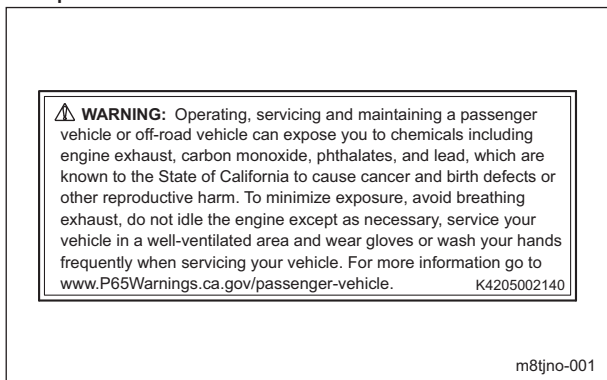 WARNING: Operating, servicing and maintaining a passenger
vehicle or off-road vehicle can expose you to chemicals including
engine exhaust, carbon monoxide, phthalates, and lead, which are
known to the State of California to cause cancer and birth defects or
other reproductive harm. To minimize exposure, avoid breathing
exhaust, do not idle the engine except as necessary, service your
vehicle in a well-ventilated area and wear gloves or wash your hands
frequently when servicing your vehicle. For more information go to
www.P65Warnings.ca.gov/passenger-vehicle. K4205002140
m8tjno-001